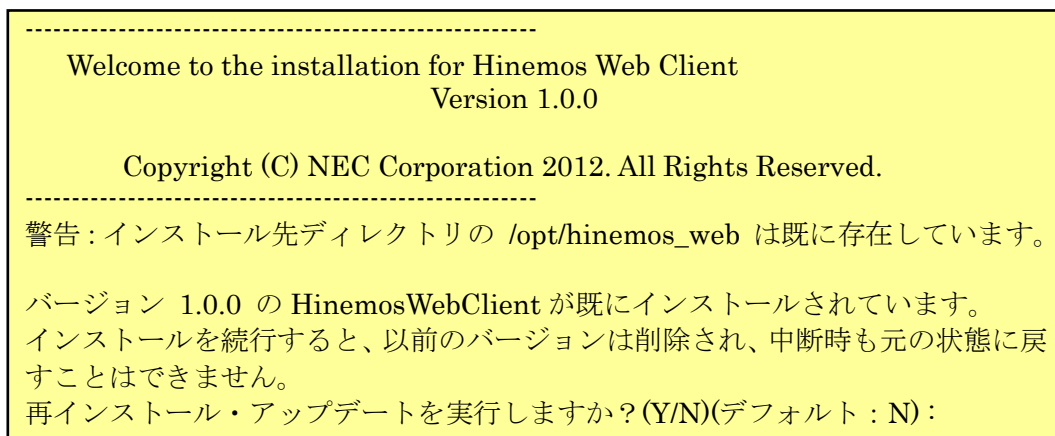 -------------------------------------------------------
Welcome to the installation for Hinemos Web Client
Version 1.0.0
Copyright (C) NEC Corporation 2012. All Rights Reserved.
-------------------------------------------------------
警告 : インストール先ディレクトリの /opt/hinemos_web は既に存在しています。
バージョン 1.0.0 の HinemosWebClient が既にインストールされています。
インストールを続行すると、以前のバージョンは削除され、中断時も元の状態に戻
すことはできません。
再インストール・アップデートを実行しますか？(Y/N)(デフォルト：N)：